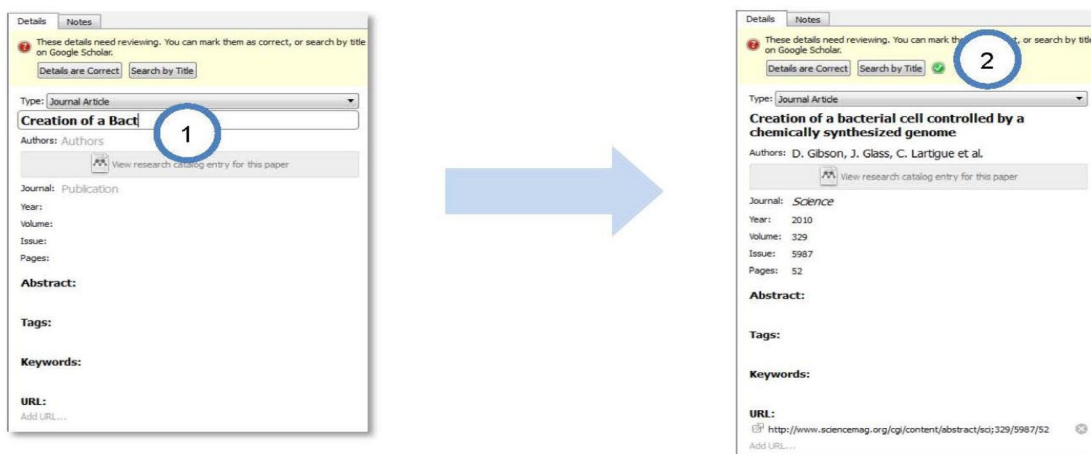 Details Notes
These details need reviewing. You can mark them as correct, or search by title
on Google Scholar.
Details are Correct Search by Title
Type: Journal Article
Creation of a Bact
1
Authors: Authors
View research catalog entry for this paper
Journal: Publication
Year:
Volume:
Issue:
Pages:
Abstract:
Tags:
Keywords:
URL:
Add URL...
Details Notes
These details need reviewing. You can mark or search by title
on Google Scholar.
Details are Correct Search by Title
2
Type: Journal Article
Creation of a bacterial cell controlled by a
chemically synthesized genome
Authors: D. Gibson, J. Glass, C. Lartigue et al.
View research catalog entry for this paper
Journal: Science
Year: 2010
Volume: 329
Issue: 5987
Pages: 52
Abstract:
Tags:
Keywords:
URL:
http://www.sciencemag.org/cgi/content/abstract/sci;329/5987/52
Add URL...